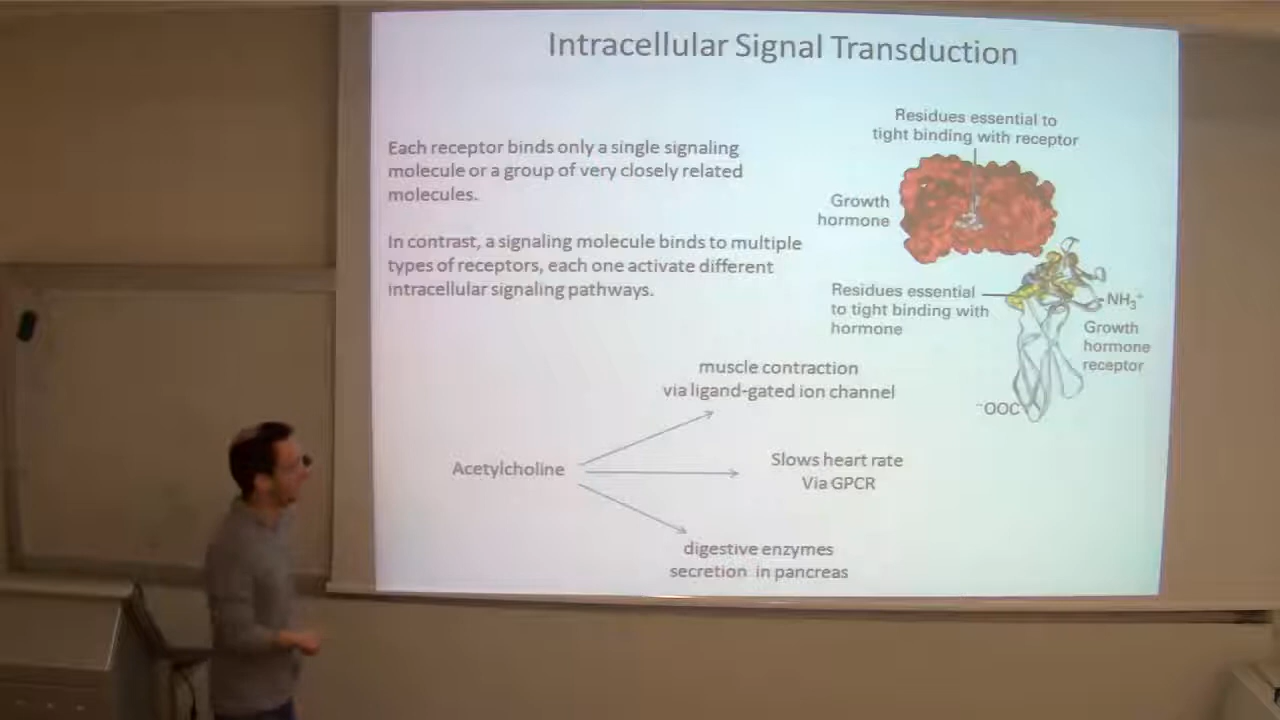 Intracellular Signal Transduction
Each receptor binds only a single signaling
molecule or a group of very closely related
molecules.
In contrast, a signaling molecule binds to multiple
types of receptors, each one activate different
intracellular signaling pathways.
Residues essential to
tight binding with receptor
Growth
hormone
Residues essential
to tight binding with
hormone
NH₃⁺
Growth
hormone
receptor
⁻OOC
muscle contraction
via ligand-gated ion channel
Acetylcholine
Slows heart rate
Via GPCR
digestive enzymes
secretion in pancreas